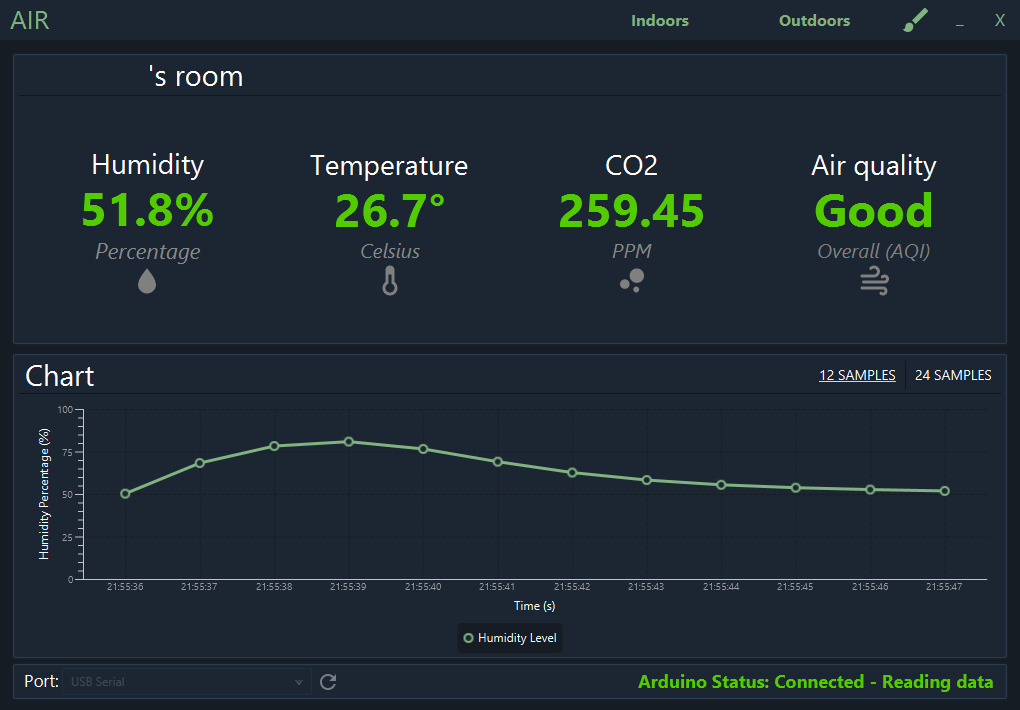 AIR Indoors Outdoors _ X
's room
Humidity Temperature CO2 Air quality
51.8% 26.7° 259.45 Good
Percentage Celsius PPM Overall (AQI)
Chart 12 SAMPLES 24 SAMPLES
100
75
50
25
0
Humidity Percentage (%)
21:55:36 21:55:37 21:55:38 21:55:39 21:55:40 21:55:41 21:55:42 21:55:43 21:55:44 21:55:45 21:55:46 21:55:47
Time (s)
Humidity Level
Port: USB Serial Arduino Status: Connected - Reading data